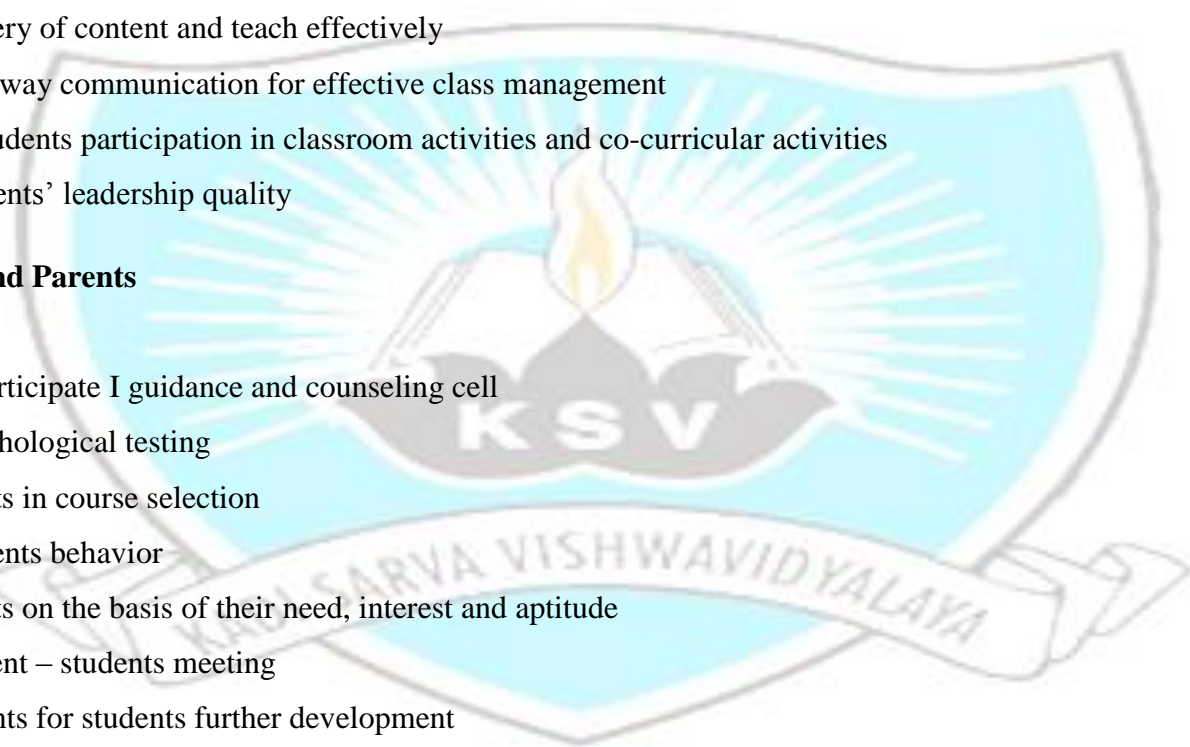 ery of content and teach effectively
way communication for effective class management
udents participation in classroom activities and co-curricular activities
ents’ leadership quality
nd Parents
rticipate I guidance and counseling cell
hological testing
ts in course selection
ents behavior
ts on the basis of their need, interest and aptitude
ent – students meeting
nts for students further development
KSV
KADI SARVA VISHWAVIDYALAYA